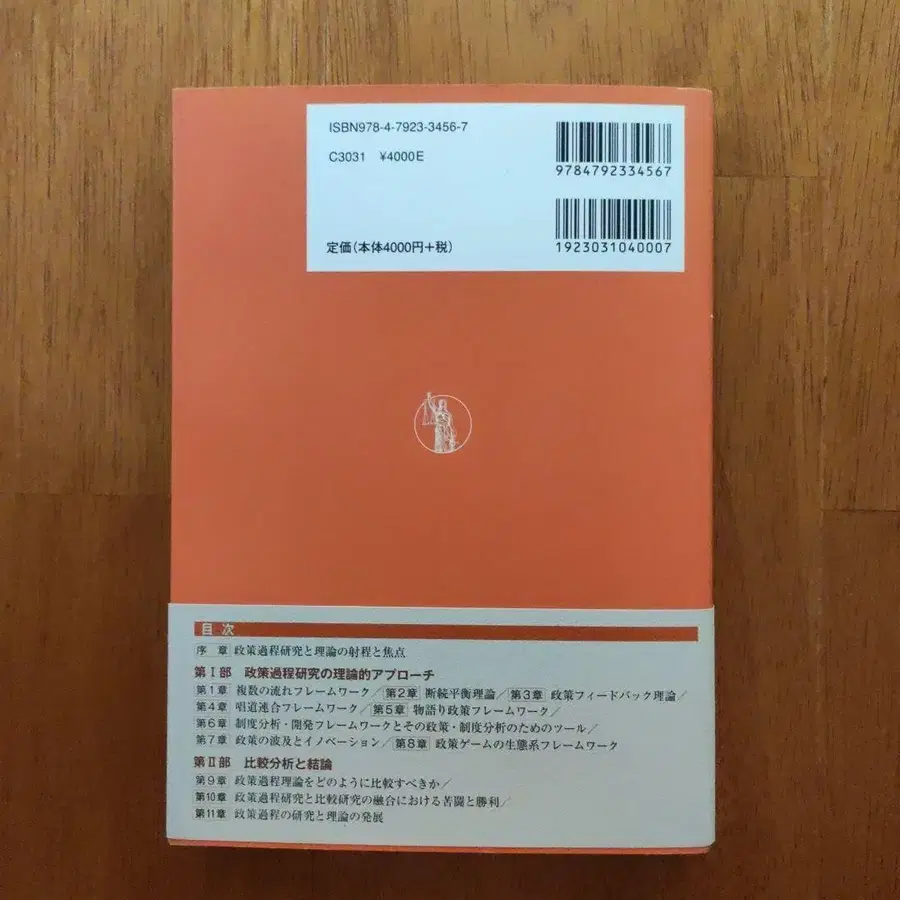 ISBN978-4-7923-3456-7
C3031 ¥4000E
9784792334567
定価(本体4000円+税)
1923031040007
目 次
序 章 政策過程研究と理論の射程と焦点
第Ⅰ部 政策過程研究の理論的アプローチ
第1章 複数の流れフレームワーク/第2章 断続平衡理論/第3章 政策フィードバック理論/
第4章 唱道連合フレームワーク/第5章 物語り政策フレームワーク/
第6章 制度分析・開発フレームワークとその政策・制度分析のためのツール/
第7章 政策の波及とイノベーション/第8章 政策ゲームの生態系フレームワーク
第Ⅱ部 比較分析と結論
第9章 政策過程理論をどのように比較すべきか/
第10章 政策過程研究と比較研究の融合における苦闘と勝利/
第11章 政策過程の研究と理論の発展